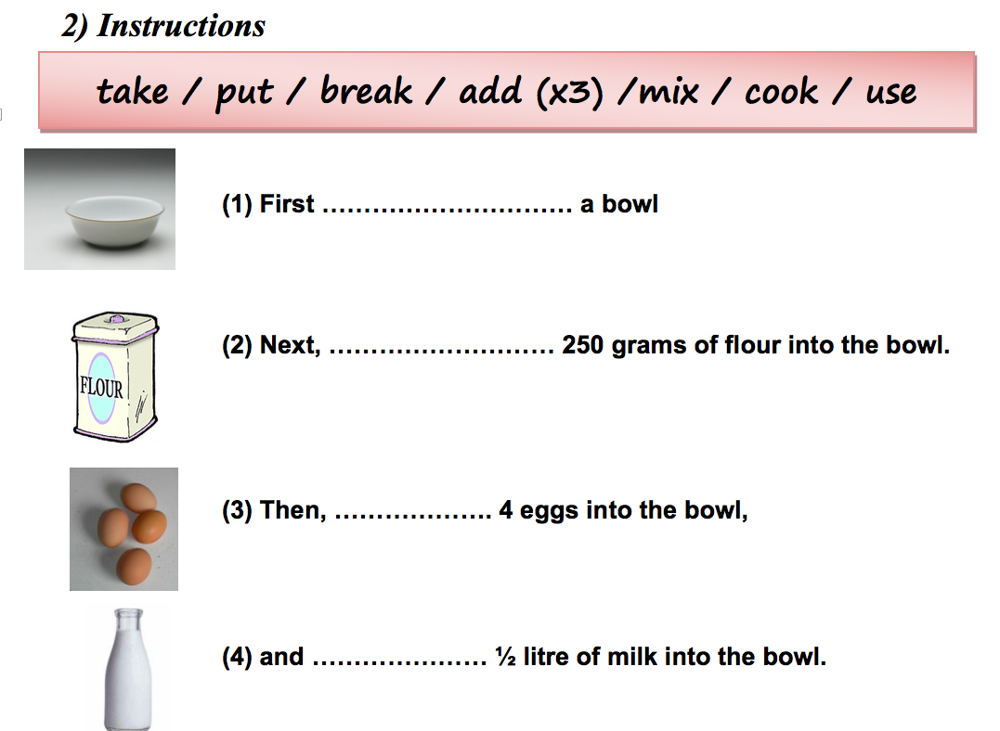 2) Instructions
take / put / break / add (x3) /mix / cook / use
(1) First ………………………… a bowl
(2) Next, ……………………… 250 grams of flour into the bowl.
FLOUR
(3) Then, ………………. 4 eggs into the bowl,
(4) and ………………… ½ litre of milk into the bowl.